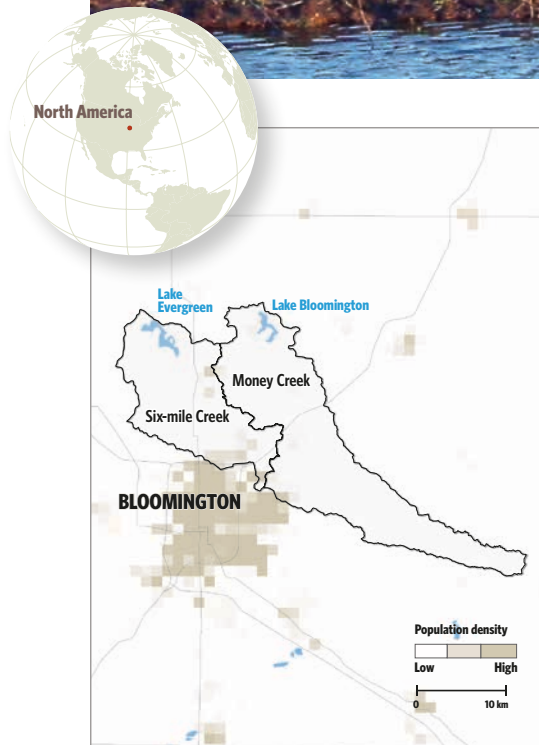 North America
Lake
Evergreen
Lake Bloomington
Money Creek
Six-mile Creek
BLOOMINGTON
Population density
Low High
0 10 km